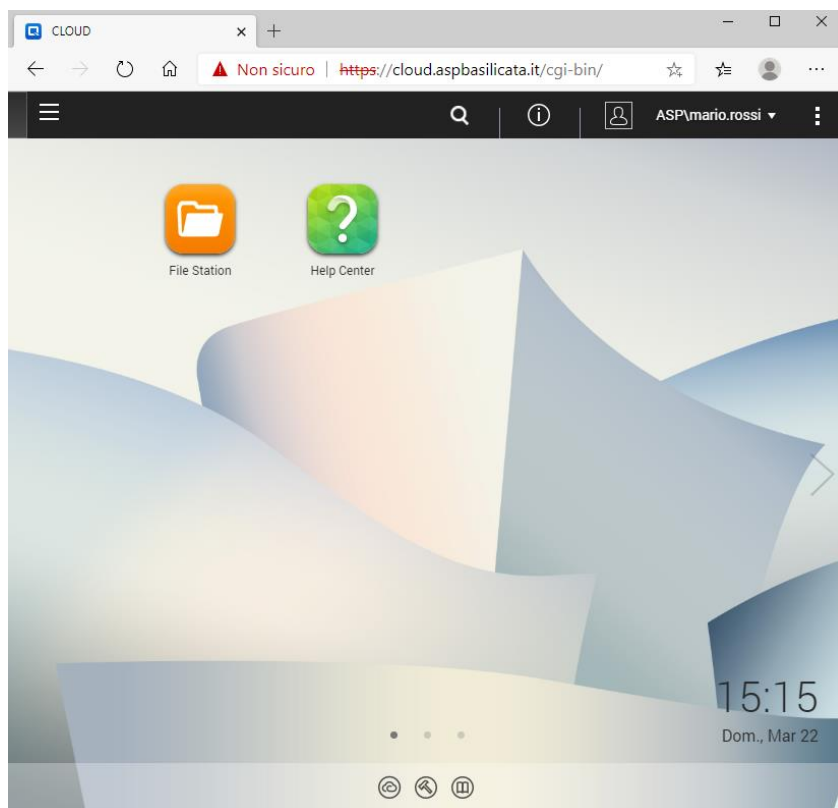 CLOUD
Non sicuro | https://cloud.aspbasilicata.it/cgi-bin/
ASP\mario.rossi
File Station
Help Center
15:15
Dom., Mar 22